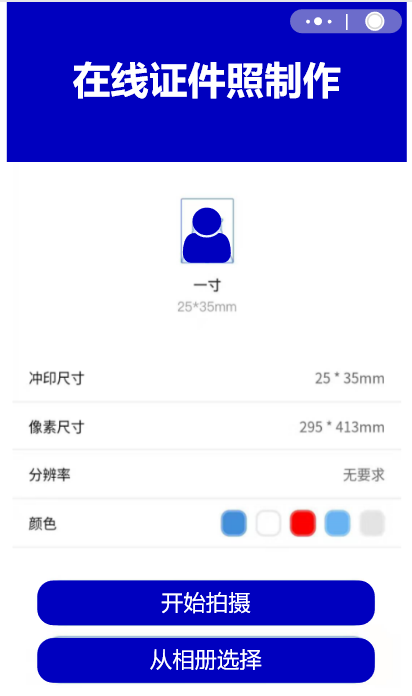 在线证件照制作
一寸
25*35mm
冲印尺寸 25 * 35mm
像素尺寸 295 * 413mm
分辨率 无要求
颜色
开始拍摄
从相册选择